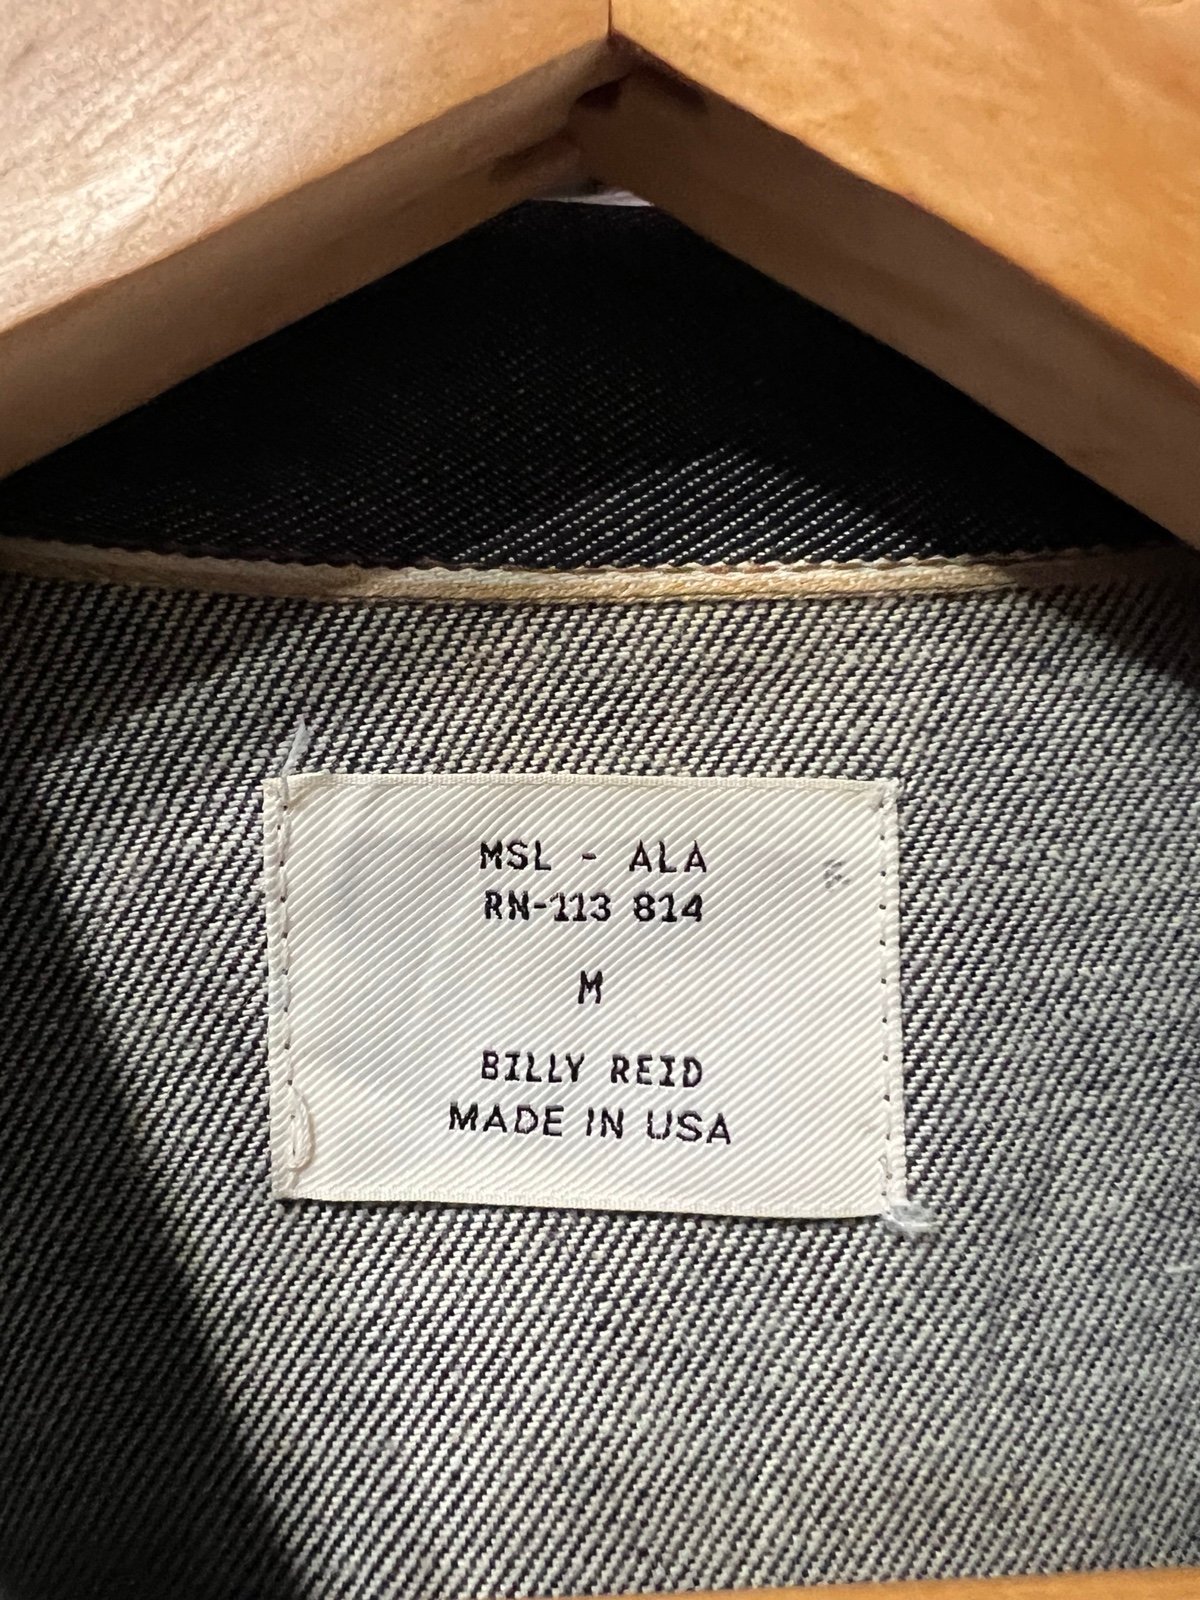 MSL - ALA
RN-113 814
M
BILLY REID
MADE IN USA